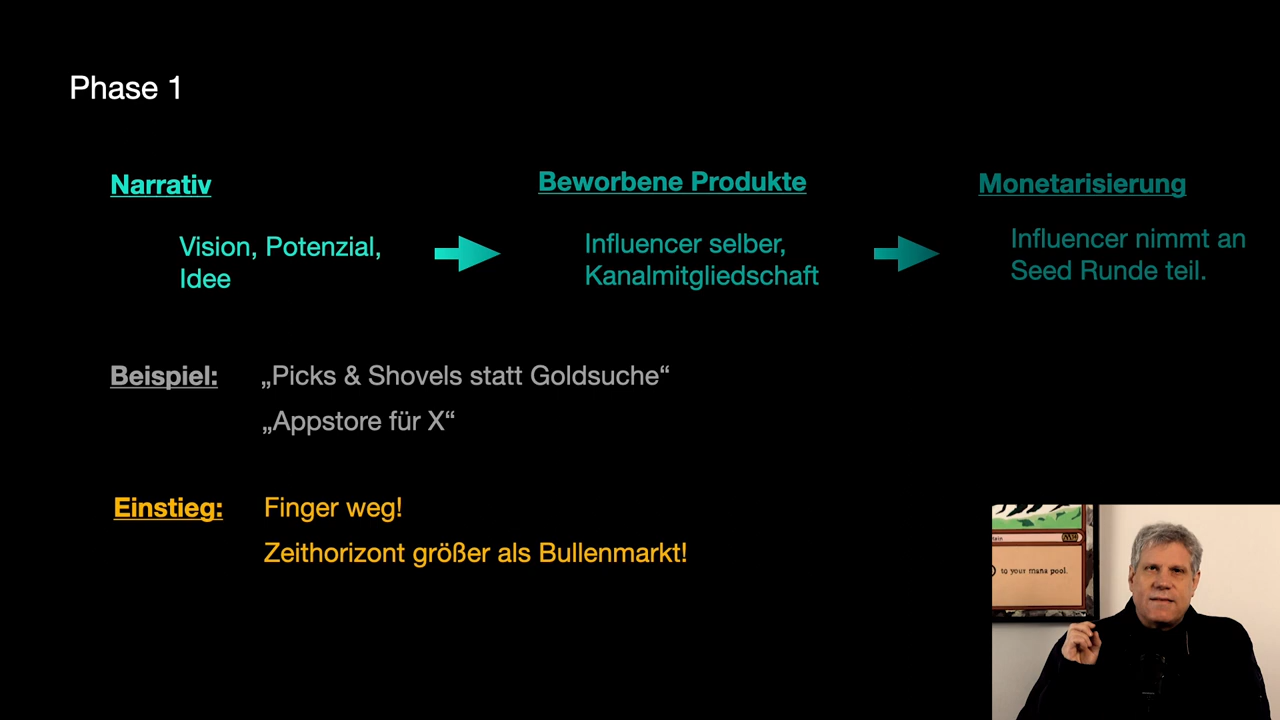 Phase 1
Narrativ
Vision, Potenzial,
Idee
Beworbene Produkte
Influencer selber,
Kanalmitgliedschaft
Monetarisierung
Influencer nimmt an
Seed Runde teil.
Beispiel:
„Picks & Shovels statt Goldsuche“
„Appstore für X“
Einstieg:
Finger weg!
Zeithorizont größer als Bullenmarkt!
to your mana pool.